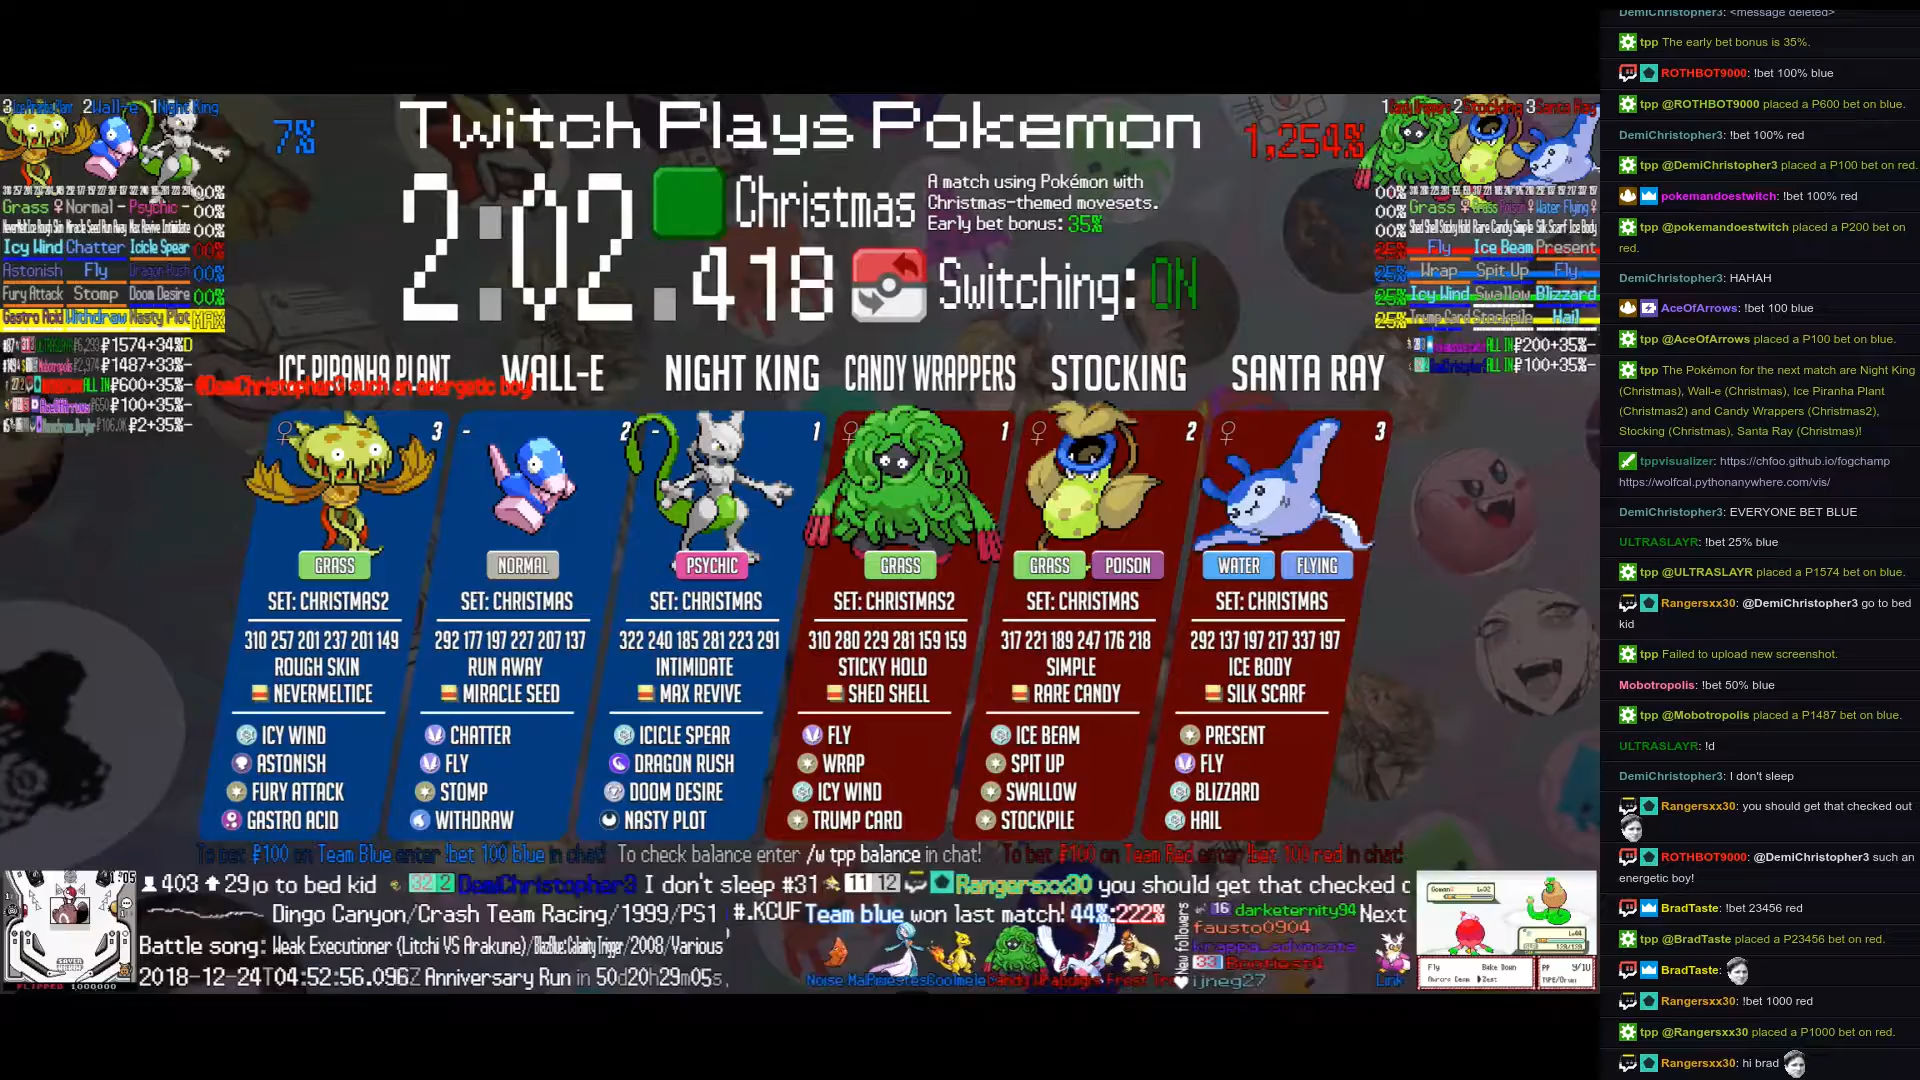 Twitch Plays Pokemon
7%
1,254%
2:02.418
Christmas
A match using Pokémon with
Christmas-themed movesets.
Early bet bonus: 35%
Switching: ON
Grass Normal Psychic
Icy Wind Chatter Icicle Spear
Astonish Fly Dragon Rush
Fury Attack Stomp Doom Desire
Gastro Acid Withdraw Nasty Plot MAX
Fly Ice Beam Present
Wrap Spit Up Fly
Icy Wind Swallow Blizzard
Trump Card Stockpile Hail
₽1574+34%
₽1487+33%-
ALL IN ₽600+35%-
₽100+35%-
₽2+35%-
ALL IN ₽200+35%-
ALL IN ₽100+35%-
@DemiChristopher3 such an energetic boy!
ICE PIRANHA PLANT
WALL-E
NIGHT KING
CANDY WRAPPERS
STOCKING
SANTA RAY
3
GRASS
SET: CHRISTMAS2
310 257 201 237 201 149
ROUGH SKIN
NEVERMELTICE
ICY WIND
ASTONISH
FURY ATTACK
GASTRO ACID
2
NORMAL
SET: CHRISTMAS
292 177 197 227 207 137
RUN AWAY
MIRACLE SEED
CHATTER
FLY
STOMP
WITHDRAW
1
PSYCHIC
SET: CHRISTMAS
322 240 185 281 223 291
INTIMIDATE
MAX REVIVE
ICICLE SPEAR
DRAGON RUSH
DOOM DESIRE
NASTY PLOT
1
GRASS
SET: CHRISTMAS2
310 280 229 281 159 159
STICKY HOLD
SHED SHELL
FLY
WRAP
ICY WIND
TRUMP CARD
2
GRASS POISON
SET: CHRISTMAS
317 221 189 247 176 218
SIMPLE
RARE CANDY
ICE BEAM
SPIT UP
SWALLOW
STOCKPILE
3
WATER FLYING
SET: CHRISTMAS
292 137 197 217 337 197
ICE BODY
SILK SCARF
PRESENT
FLY
BLIZZARD
HAIL
To bet ₽100 on Team Blue enter !bet 100 blue in chat!
To check balance enter /w tpp balance in chat!
To bet ₽100 on Team Red enter !bet 100 red in chat!
403 29 go to bed kid DemiChristopher3 I don't sleep #31 11 12 Rangersxx30 you should get that checked
Dingo Canyon/Crash Team Racing/1999/PS1
Battle song: Weak Executioner (Litchi VS Arakune)/BlazBlue: Calamity Trigger/2008/Various
2018-12-24T04:52:56.096Z Anniversary Run in 50d20h29m05s,
#.KCUF Team blue won last match! 44%:222%
New followers
16 darketernity94
fausto0904
krappa_advocate
ijneg27
Next
Link
DemiChristopher3: <message deleted>
tpp The early bet bonus is 35%.
ROTHBOT9000: !bet 100% blue
tpp @ROTHBOT9000 placed a P600 bet on blue.
DemiChristopher3: !bet 100% red
tpp @DemiChristopher3 placed a P100 bet on red.
pokemandoestwitch: !bet 100% red
tpp @pokemandoestwitch placed a P200 bet on
red.
DemiChristopher3: HAHAH
AceOfArrows: !bet 100 blue
tpp @AceOfArrows placed a P100 bet on blue.
tpp The Pokémon for the next match are Night King
(Christmas), Wall-e (Christmas), Ice Piranha Plant
(Christmas2) and Candy Wrappers (Christmas2),
Stocking (Christmas), Santa Ray (Christmas)!
tppvisualizer: https://chfoo.github.io/fogchamp
https://wolfcal.pythonanywhere.com/vis/
DemiChristopher3: EVERYONE BET BLUE
ULTRASLAYR: !bet 25% blue
tpp @ULTRASLAYR placed a P1574 bet on blue.
Rangersxx30: @DemiChristopher3 go to bed
kid
tpp Failed to upload new screenshot.
Mobotropolis: !bet 50% blue
tpp @Mobotropolis placed a P1487 bet on blue.
ULTRASLAYR: !d
DemiChristopher3: I don't sleep
Rangersxx30: you should get that checked out
ROTHBOT9000: @DemiChristopher3 such an
energetic boy!
BradTaste: !bet 23456 red
tpp @BradTaste placed a P23456 bet on red.
BradTaste:
Rangersxx30: !bet 1000 red
tpp @Rangersxx30 placed a P1000 bet on red.
Rangersxx30: hi brad